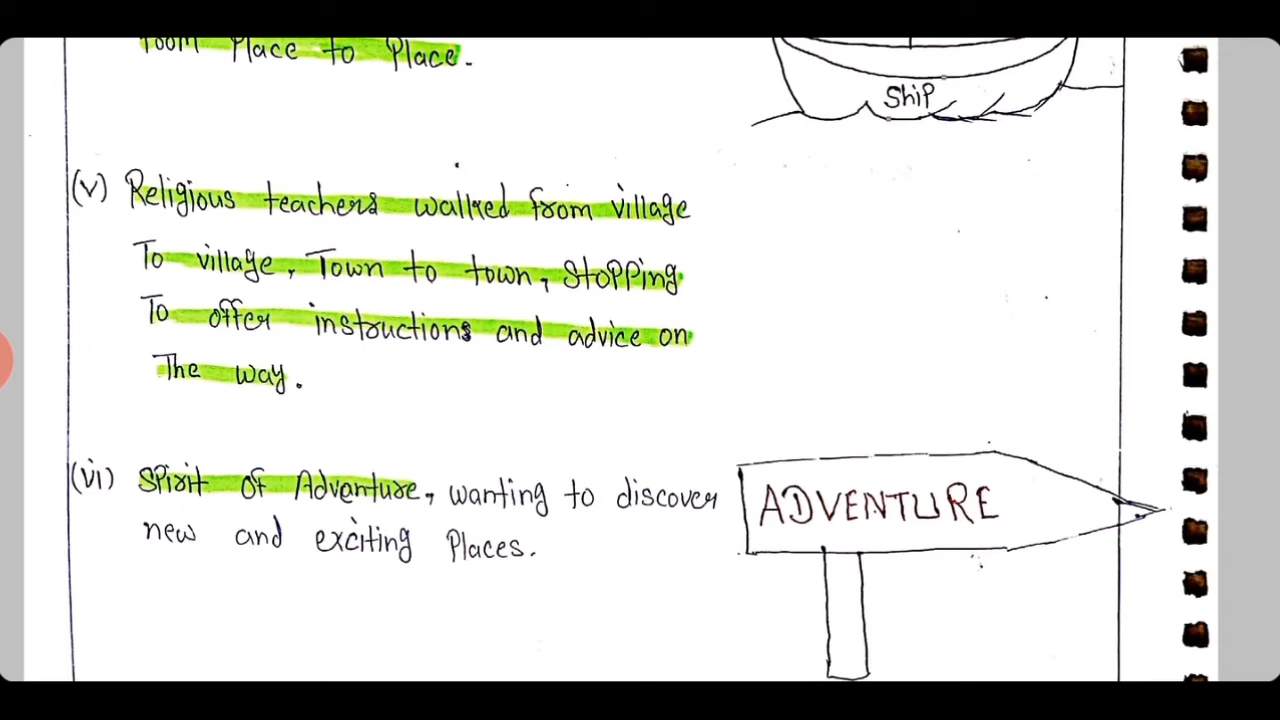 from Place to Place.
Ship
(v) Religious teachers walked from village
To village, Town to town, Stopping
To offer instructions and advice on
The way.
(vi) Spirit of Adventure, wanting to discover
new and exciting Places.
ADVENTURE